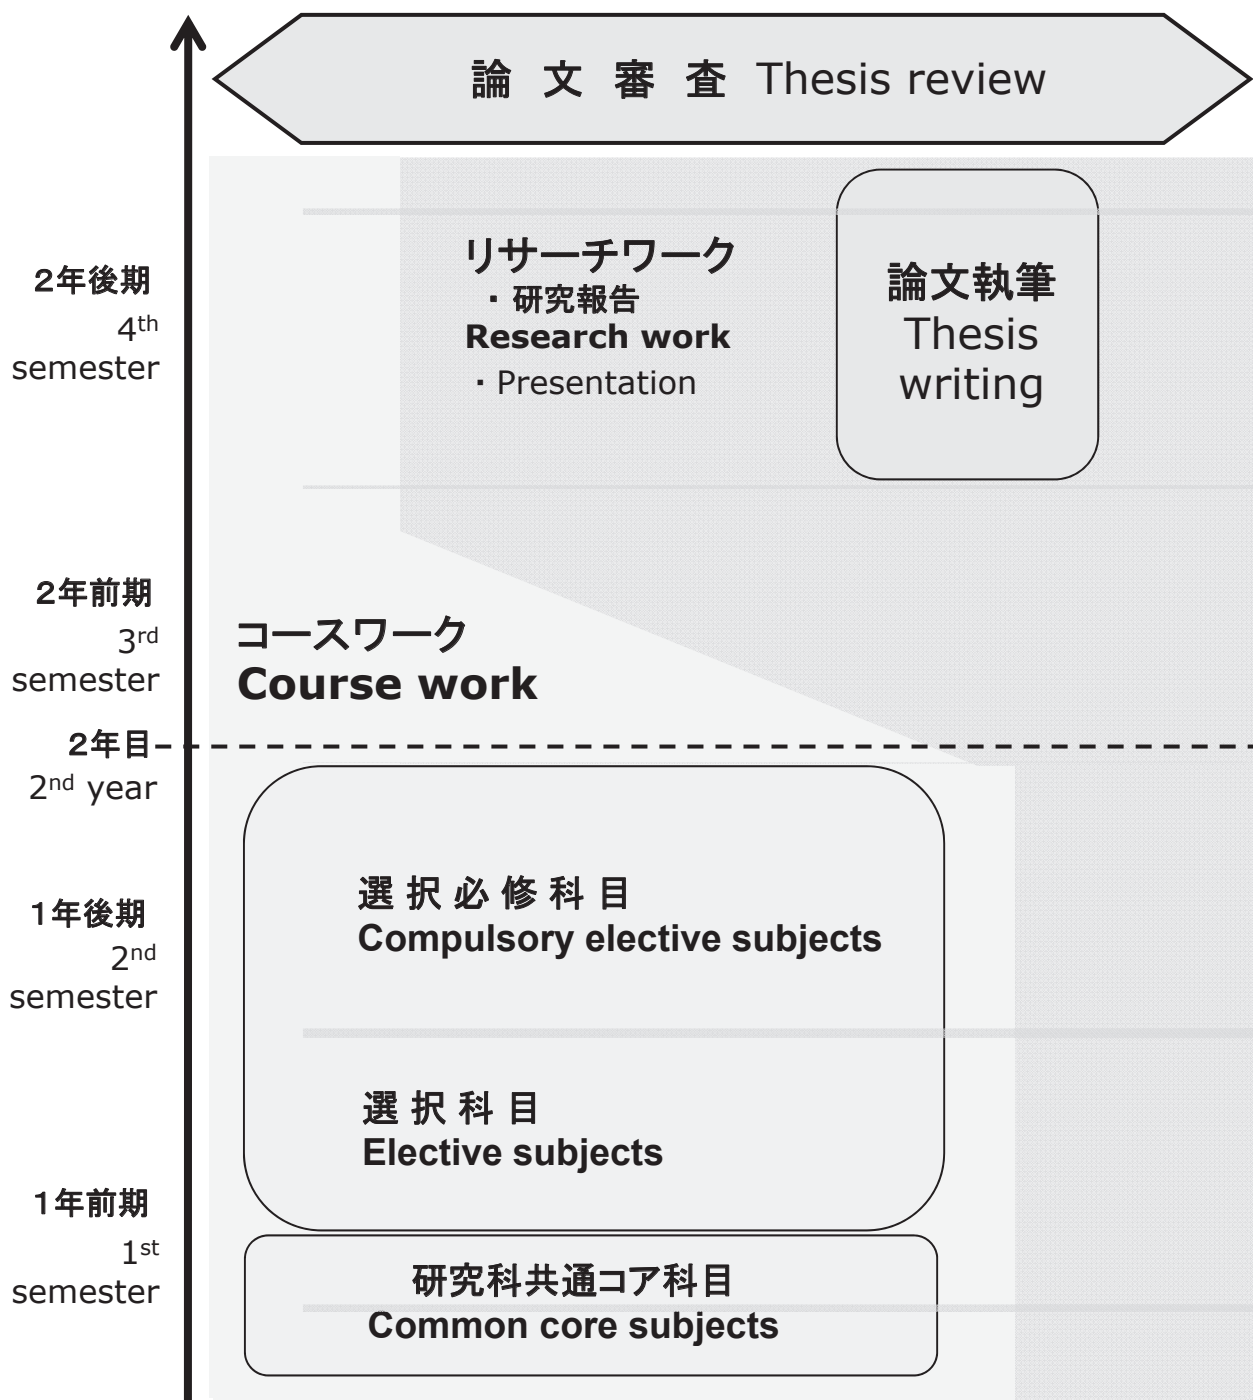 論 文 審 査 Thesis review
リサーチワーク
・研究報告
Research work
・Presentation
論文執筆
Thesis
writing
2年後期
4th
semester
2年前期
3rd
semester
コースワーク
Course work
2年目
2nd year
選 択 必 修 科 目
Compulsory elective subjects
1年後期
2nd
semester
選 択 科 目
Elective subjects
1年前期
1st
semester
研究科共通コア科目
Common core subjects